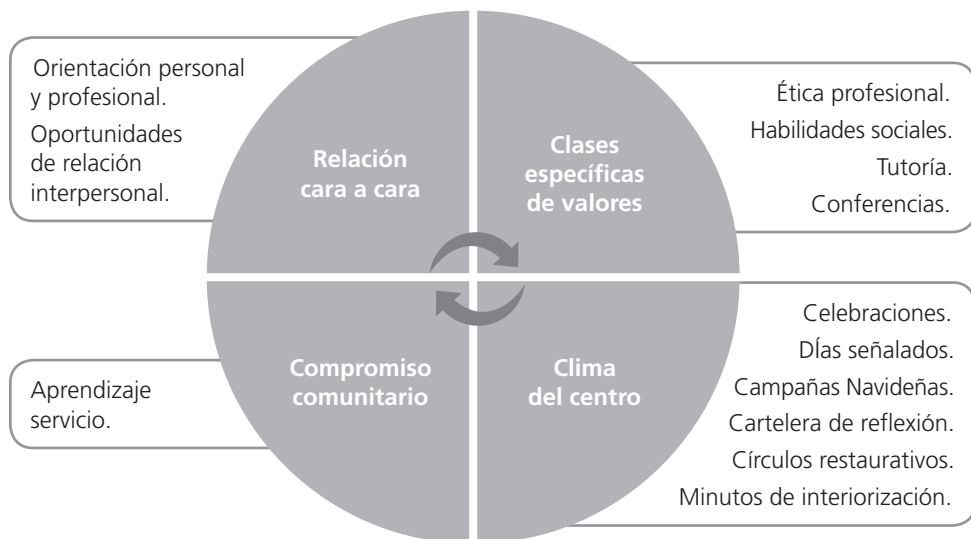 Orientación personal
y profesional.
Oportunidades
de relación
interpersonal.
Relación
cara a cara
Clases
específicas
de valores
Ética profesional.
Habilidades sociales.
Tutoría.
Conferencias.
Aprendizaje
servicio.
Compromiso
comunitario
Clima
del centro
Celebraciones.
DÍas señalados.
Campañas Navideñas.
Cartelera de reflexión.
Círculos restaurativos.
Minutos de interiorización.